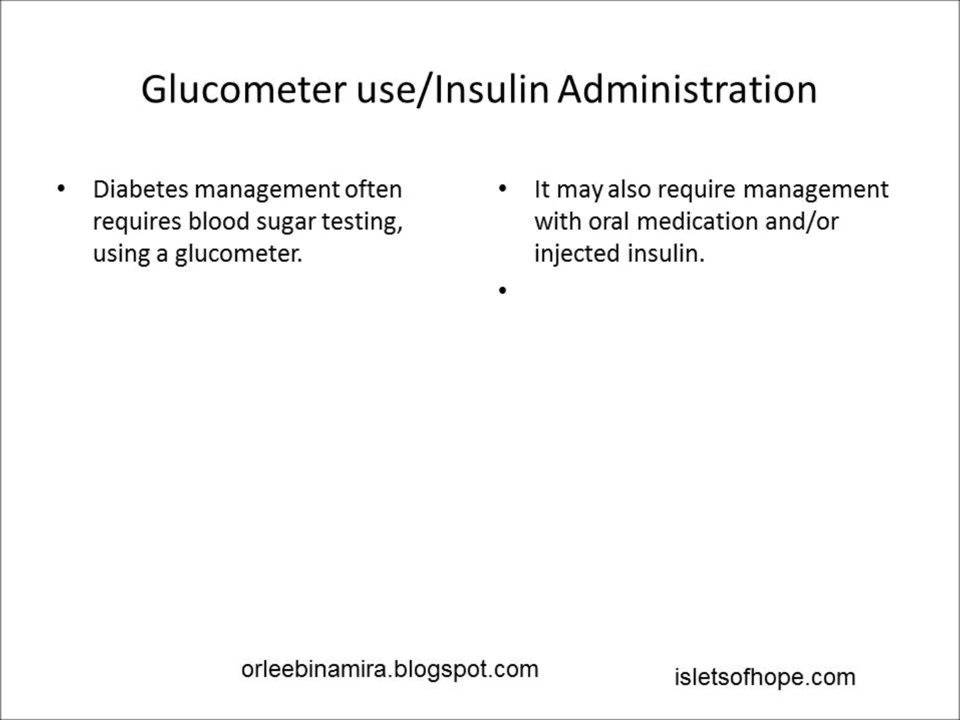 Glucometer use/Insulin Administration
• Diabetes management often
requires blood sugar testing,
using a glucometer.
• It may also require management
with oral medication and/or
injected insulin.
•
orleebinamira.blogspot.com
isletsofhope.com